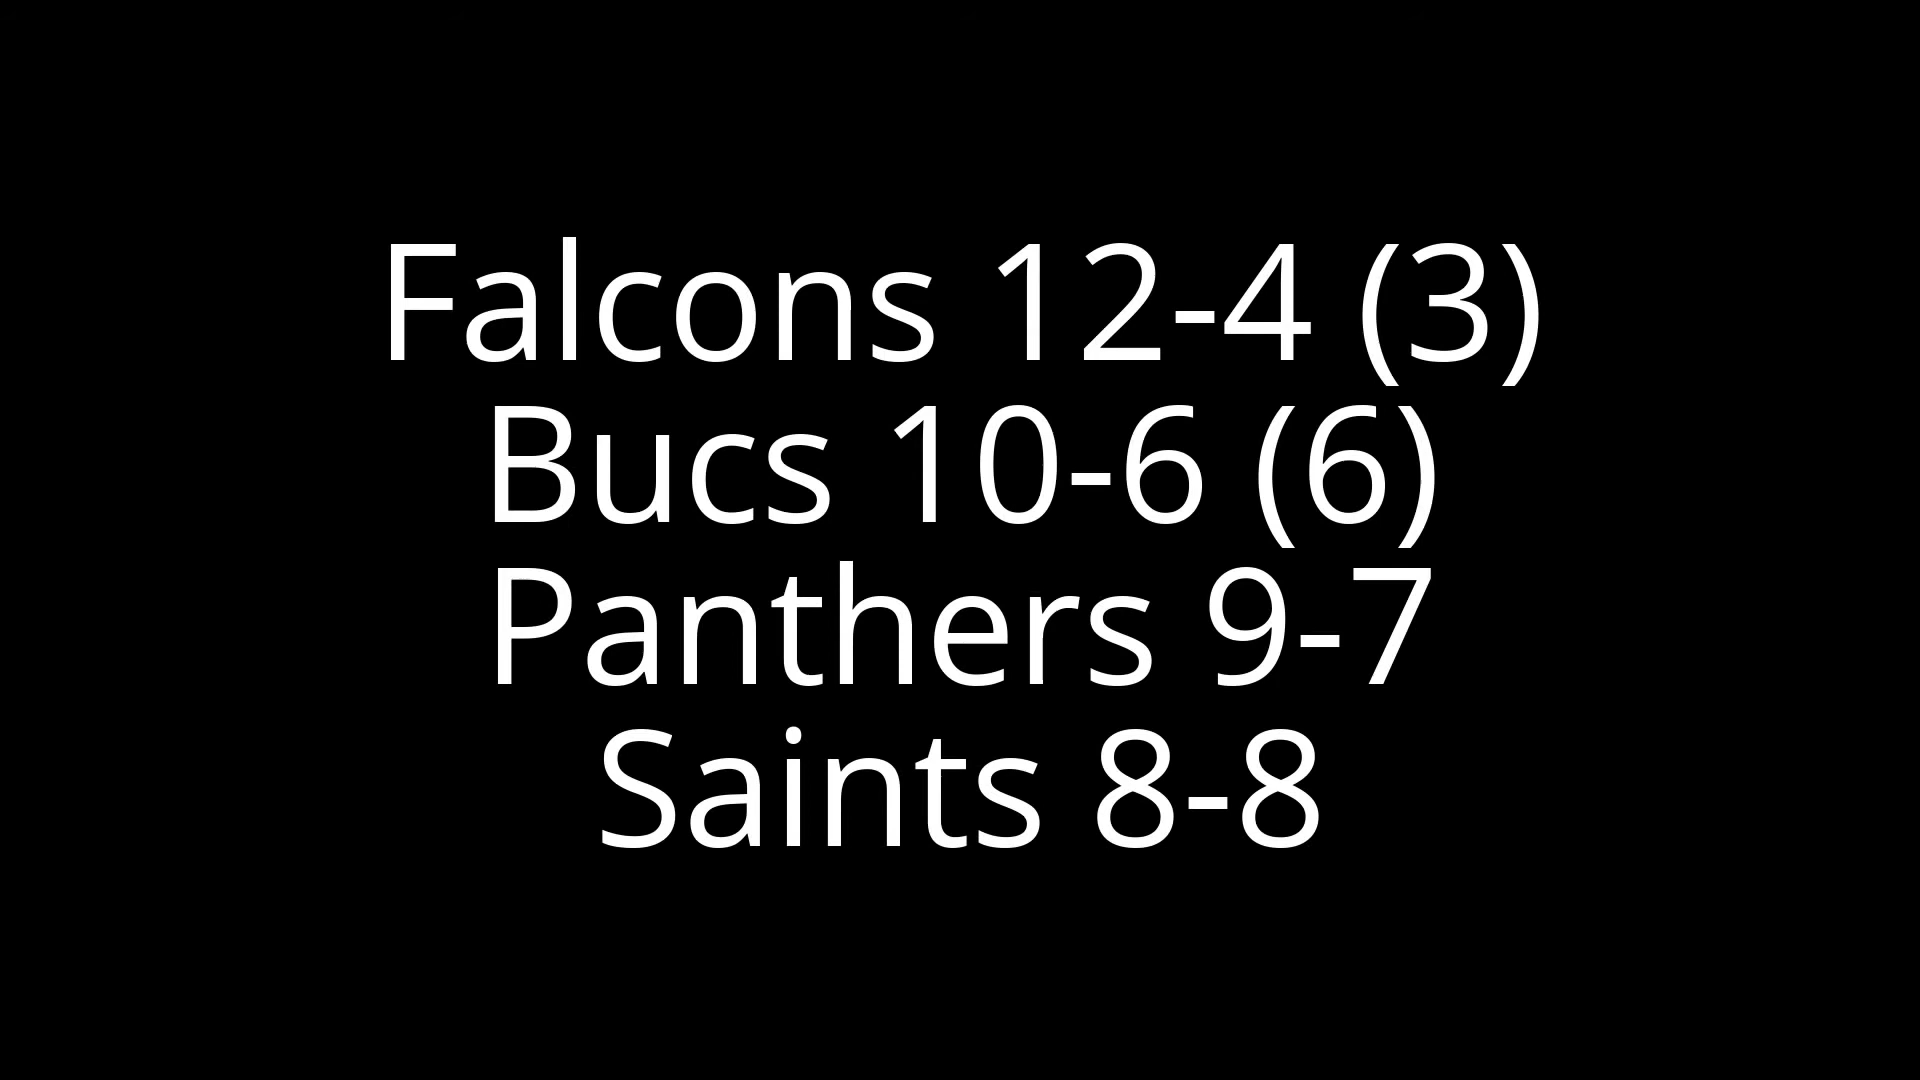 Falcons 12-4 (3)
Bucs 10-6 (6)
Panthers 9-7
Saints 8-8